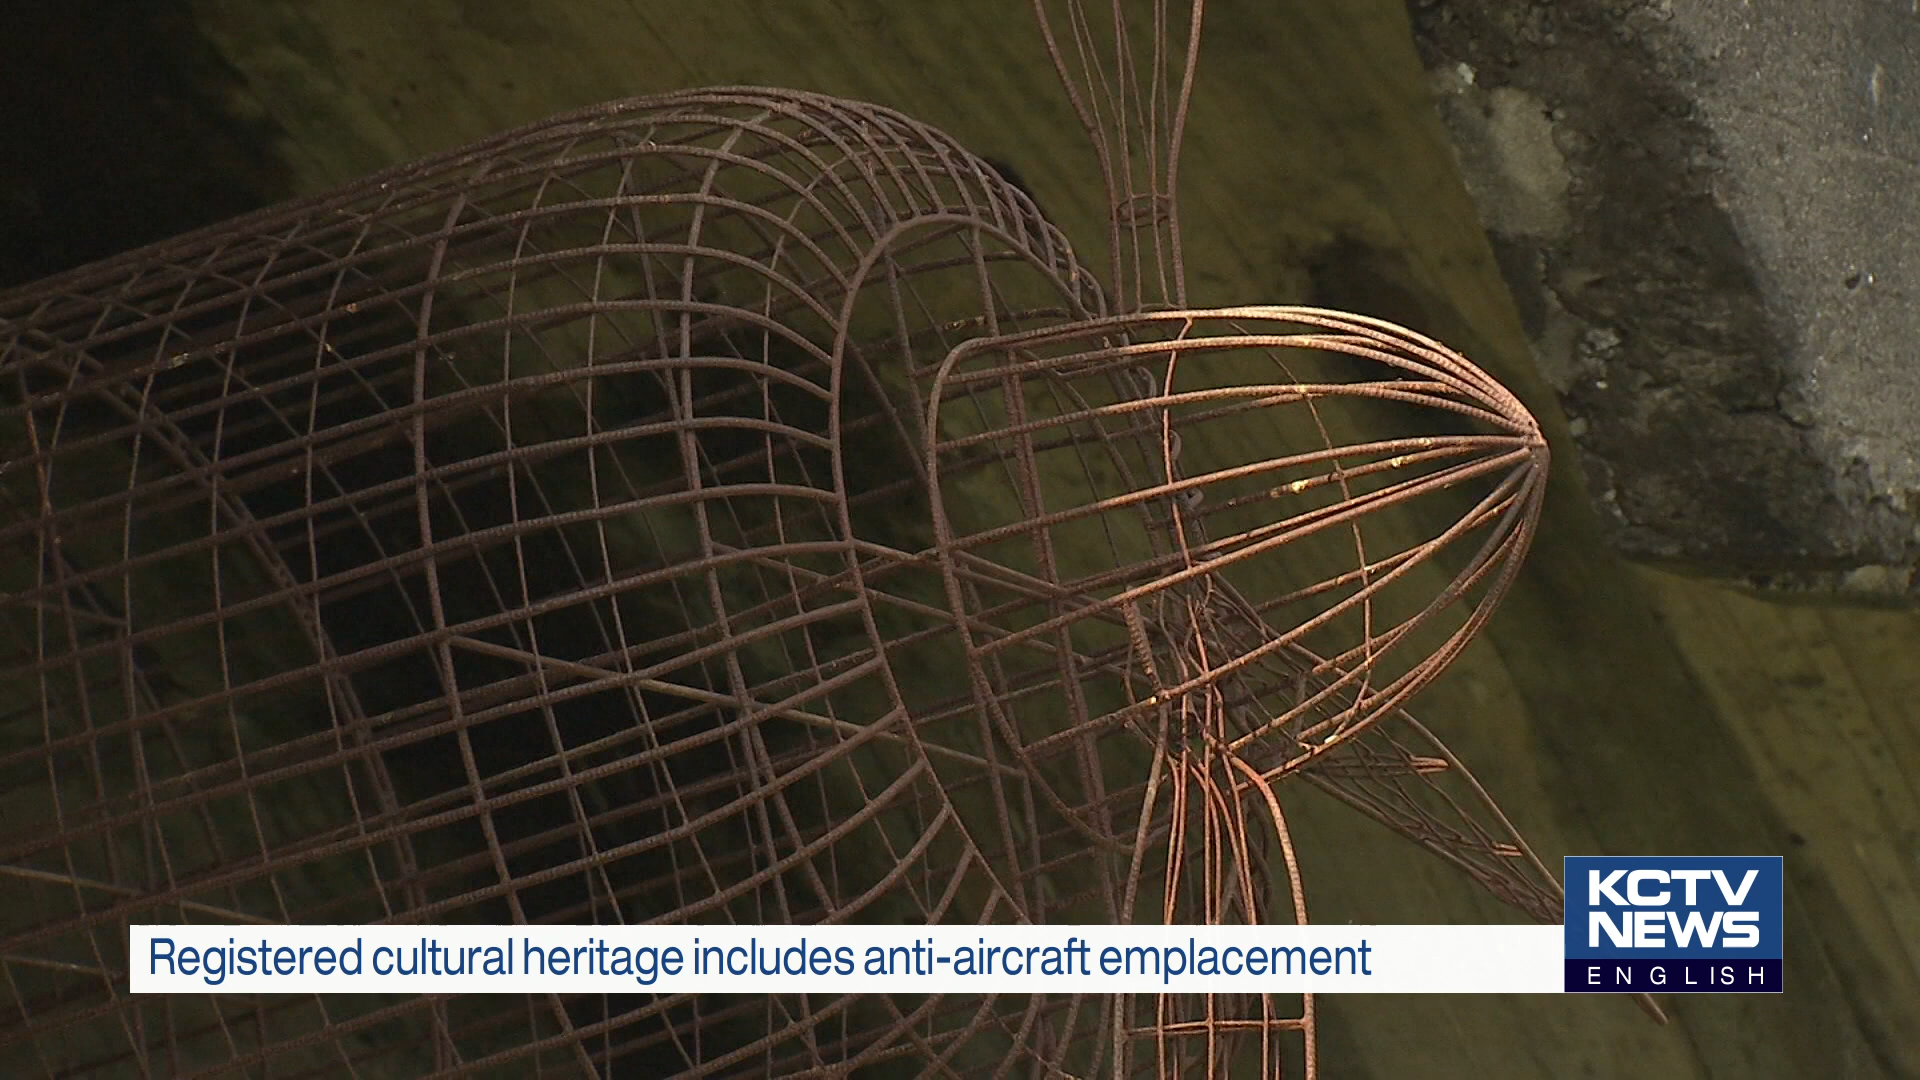 Registered cultural heritage includes anti-aircraft emplacement
KCTV
NEWS
ENGLISH